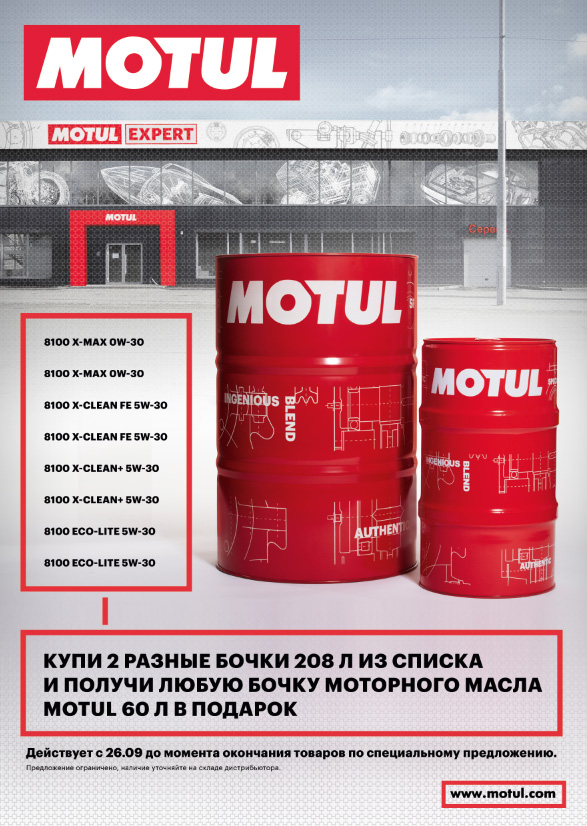 MOTUL
MOTUL EXPERT
MOTUL
Серв
MOTUL
MOTUL
INGENIOUS
BLEND
AUTHENTIC
INGENIOUS
BLEND
AUTHENTIC
8100 X-MAX 0W-30
8100 X-MAX 0W-30
8100 X-CLEAN FE 5W-30
8100 X-CLEAN FE 5W-30
8100 X-CLEAN+ 5W-30
8100 X-CLEAN+ 5W-30
8100 ECO-LITE 5W-30
8100 ECO-LITE 5W-30
КУПИ 2 РАЗНЫЕ БОЧКИ 208 Л ИЗ СПИСКА
И ПОЛУЧИ ЛЮБУЮ БОЧКУ МОТОРНОГО МАСЛА
MOTUL 60 Л В ПОДАРОК
Действует с 26.09 до момента окончания товаров по специальному предложению.
Предложение ограничено, наличие уточняйте на складе дистрибьютора.
www.motul.com